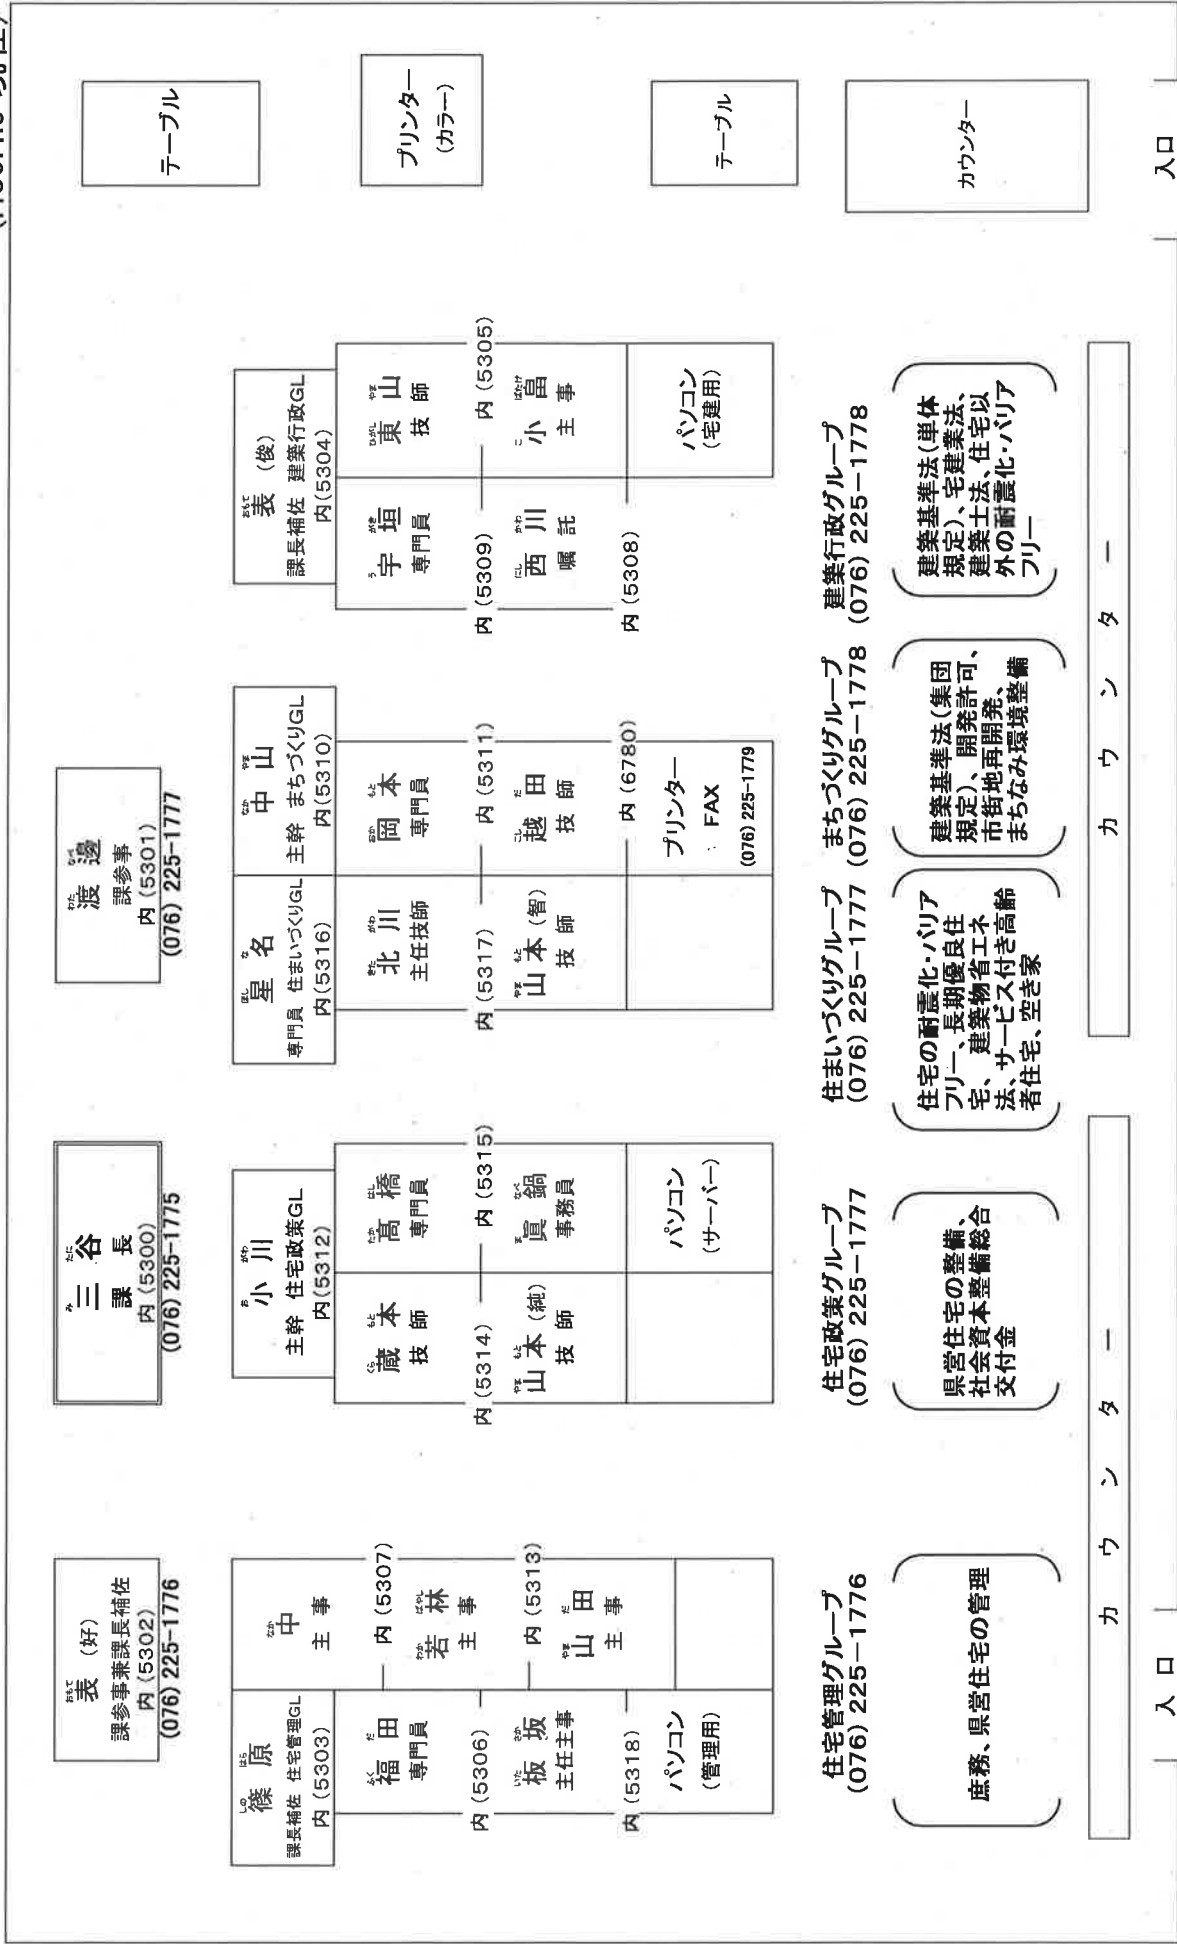 表 (好)
課参事兼課長補佐
内 (5302)
(076) 225-1776
三 谷
課 長
内 (5300)
(076) 225-1775
渡 邊
課参事
内 (5301)
(076) 225-1777
テーブル
篠 原
課長補佐 住宅管理GL
内 (5303)
中
主 事
福 田
専門員
内 (5307)
若 林
主 事
内 (5306)
板 坂
主任主事
内 (5313)
山 田
主 事
内 (5318)
パソコン
(管理用)
小 川
主幹 住宅政策GL
内(5312)
蔵 本
技 師
高 橋
専門員
内 (5314)
内 (5315)
山 本 (純)
技 師
眞 鍋
事務員
パソコン
(サーバー)
星 名
専門員 住まいづくりGL
内(5316)
中 山
主幹 まちづくりGL
内(5310)
北 川
主任技師
岡 本
専門員
内 (5317)
内 (5311)
山 本 (智)
技 師
越 田
技 師
内 (6780)
プリンター
FAX
(076) 225-1779
表 (俊)
課長補佐 建築行政GL
内(5304)
宇 垣
専門員
東 山
技 師
内 (5309)
内 (5305)
西 川
嘱 託
小 畠
主 事
内 (5308)
パソコン
(宅建用)
プリンター
(カラー)
テーブル
住宅管理グループ
(076) 225-1776
住宅政策グループ
(076) 225-1777
住まいづくりグループ
(076) 225-1777
まちづくりグループ
(076) 225-1778
建築行政グループ
(076) 225-1778
庶務、県営住宅の管理
県営住宅の整備、
社会資本整備総合
交付金
住宅の耐震化・バリア
フリー、長期優良住
宅、建築物省エネ
法、サービス付き高齢
者住宅、空き家
建築基準法(集団
規定)、開発許可、
市街地再開発、
まちなみ環境整備
建築基準法(単体
規定)、宅建業法、
建築士法、住宅以
外の耐震化・バリア
フリー
カウンター
カ ウ ン タ ー
カ ウ ン タ ー
入 口
入口